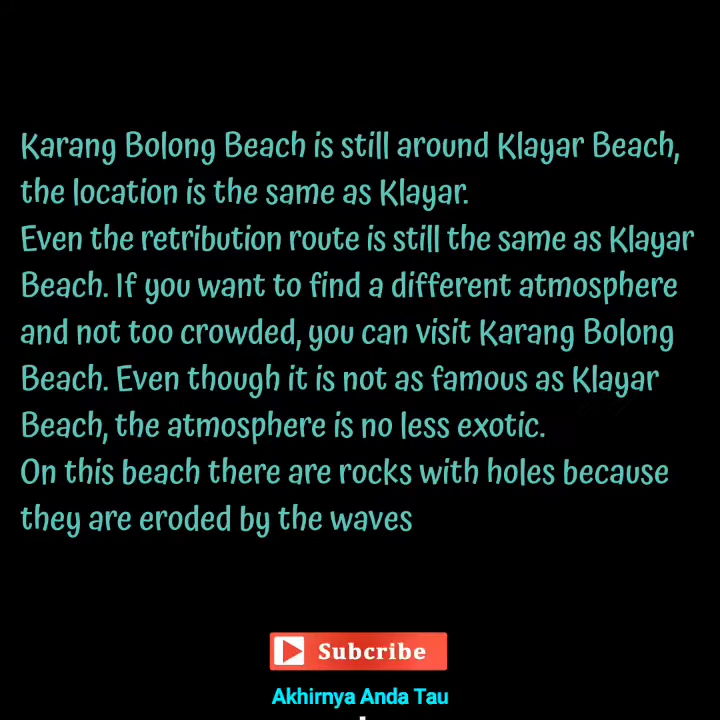 Karang Bolong Beach is still around Klayar Beach,
the location is the same as Klayar.
Even the retribution route is still the same as Klayar
Beach. If you want to find a different atmosphere
and not too crowded, you can visit Karang Bolong
Beach. Even though it is not as famous as Klayar
Beach, the atmosphere is no less exotic.
On this beach there are rocks with holes because
they are eroded by the waves
Subcribe
Akhirnya Anda Tau